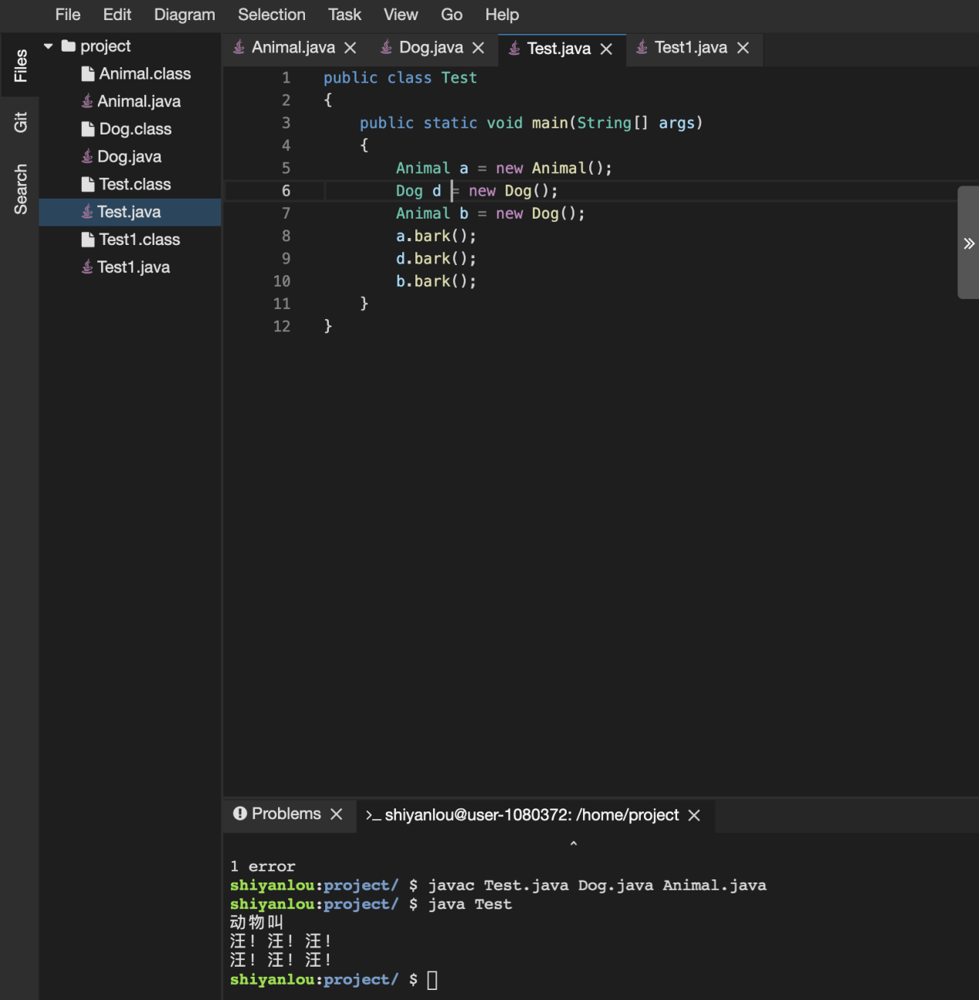 File Edit Diagram Selection Task View Go Help
Files
Git
Search
project
Animal.class
Animal.java
Dog.class
Dog.java
Test.class
Test.java
Test1.class
Test1.java
Animal.java Dog.java Test.java Test1.java
1 public class Test
2 {
3 public static void main(String[] args)
4 {
5 Animal a = new Animal();
6 Dog d = new Dog();
7 Animal b = new Dog();
8 a.bark();
9 d.bark();
10 b.bark();
11 }
12 }
Problems >_ shiyanlou@user-1080372: /home/project
^
1 error
shiyanlou:project/ $ javac Test.java Dog.java Animal.java
shiyanlou:project/ $ java Test
动物叫
汪！汪！汪！
汪！汪！汪！
shiyanlou:project/ $